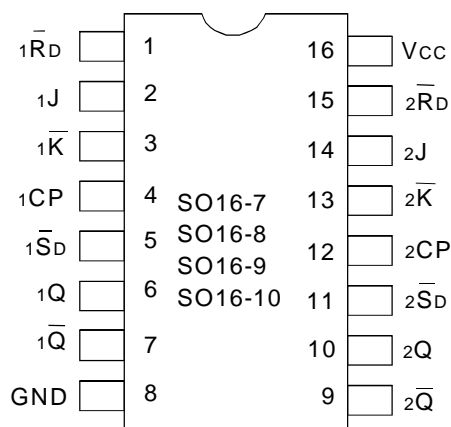 1R̅D 1 16 VCC
1J 2 15 2R̅D
1K̅ 3 14 2J
1CP 4 13 2K̅
SO16-7
1S̅D 5 12 2CP
SO16-8
SO16-9
1Q 6 11 2S̅D
SO16-10
1Q̅ 7 10 2Q
GND 8 9 2Q̅